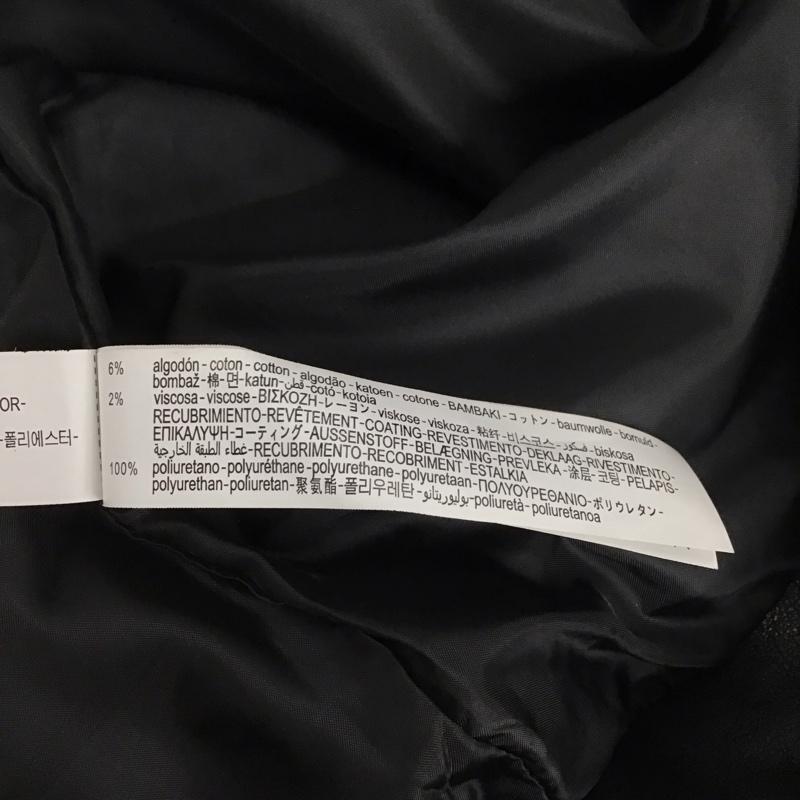 OR-
-폴리에스터-
6% algodón - coton - cotton - algodão - katoen - cotone - BAMBAKI - コットン - baumwolle - bomuld -
bombaž-棉-면-katun-قطن-cotó-kotoia
2% viscosa - viscose - ΒΙΣΚΟΖΗ-レーヨン-viskose-viskoza-粘纤-비스코스-فسكوز-biskosa
RECUBRIMIENTO-REVÊTEMENT-COATING-REVESTIMENTO-DEKLAAG-RIVESTIMENTO-
ΕΠΙΚΑΛΥΨΗ-コーティング-AUSSENSTOFF-BELÆGNING-PREVLEKA-涂层-코팅-PELAPIS-
غطاء الطبقة الخارجية-RECUBRIMENTO-RECOBRIMENT-ESTALKIA
100% poliuretano-polyuréthane-polyurethane-polyurethaan-ΠΟΛΥΟΥΡΕΘΑΝΙΟ-ポリウレタン-
polyurethan-poliuretan-聚氨酯-폴리우레탄-بوليوريتانو-poliuretà-poliuretanoa